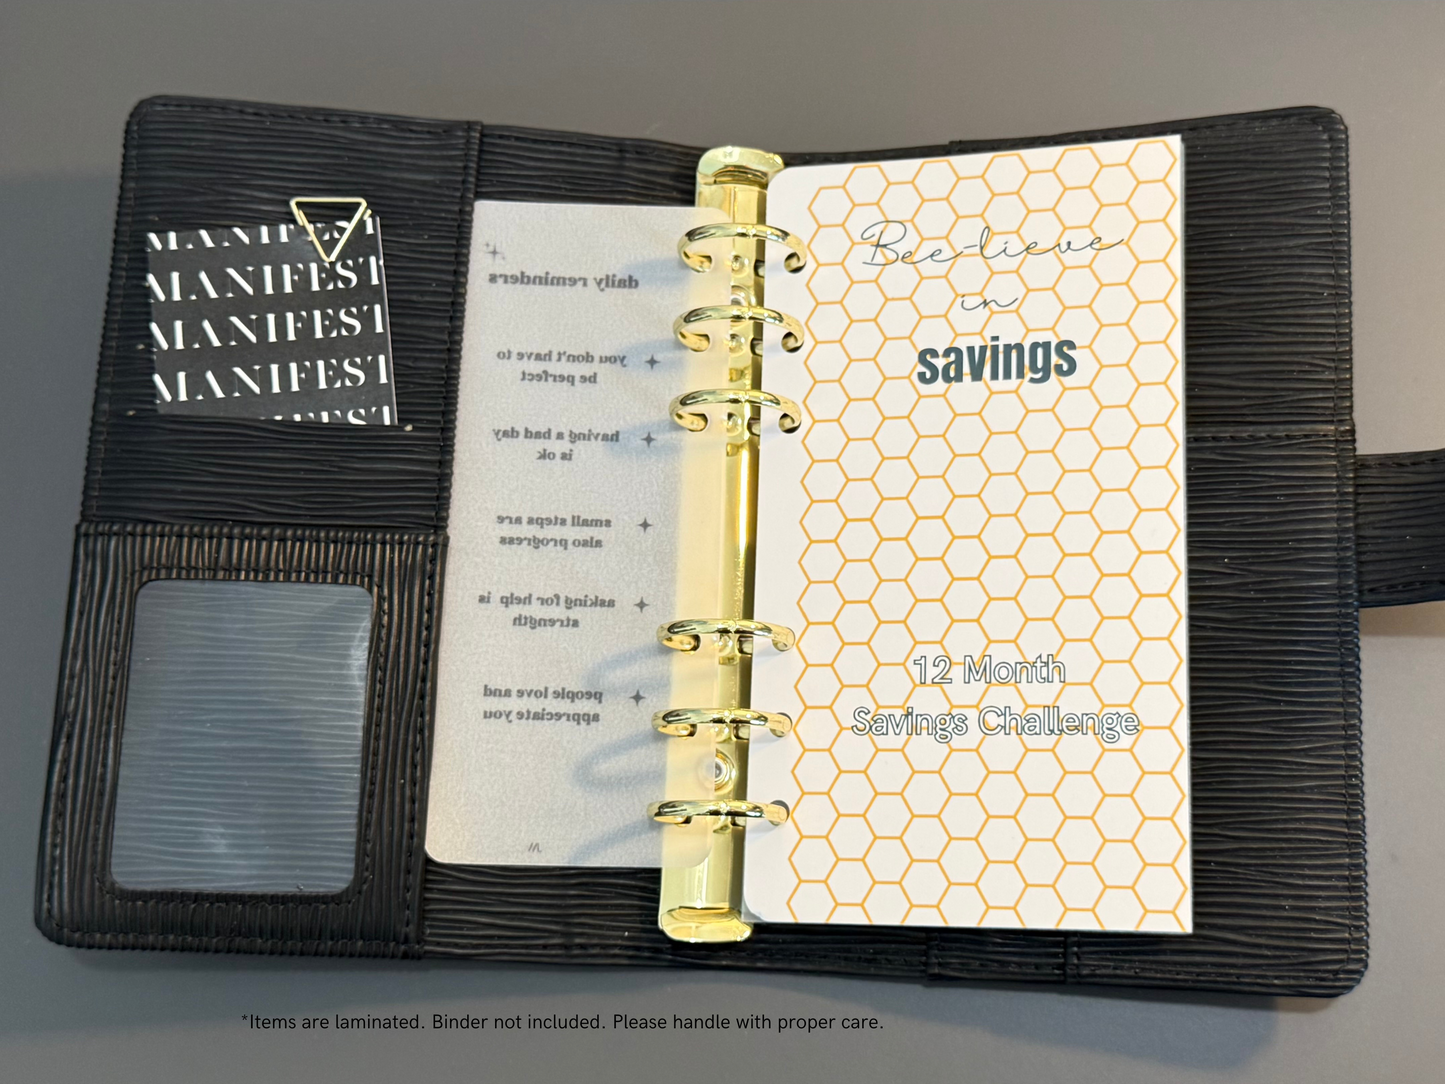 MANIFEST
MANIFEST
MANIFEST
MANIFEST
MANIFEST
daily reminders
you don't have to
be perfect
having a bad day
is ok
small steps are
also progress
asking for help is
strength
people love and
appreciate you
Bee-lieve
in
savings
12 Month
Savings Challenge
*Items are laminated. Binder not included. Please handle with proper care.